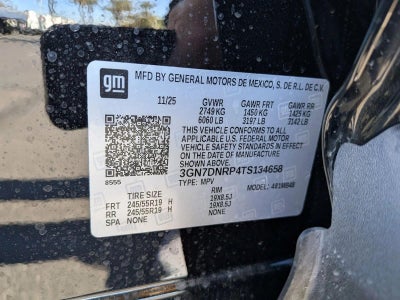 gm
MFD BY GENERAL MOTORS DE MEXICO, S. DE R.L. DE C.V.
11/25 GVWR GAWR FRT GAWR RR
2749 KG 1450 KG 1425 KG
6060 LB 3197 LB 3142 LB
THIS VEHICLE CONFORMS TO ALL
APPLICABLE U.S. FEDERAL MOTOR
VEHICLE SAFETY STANDARDS IN EFFECT
ON THE DATE OF MANUFACTURE SHOWN ABOVE.
3GN7DNRP4TS134658
TYPE: MPV MODEL:
8555
TIRE SIZE RIM
FRT 245/55R19 H 19X8.5J
RR 245/55R19 H 19X8.5J
SPA NONE NONE